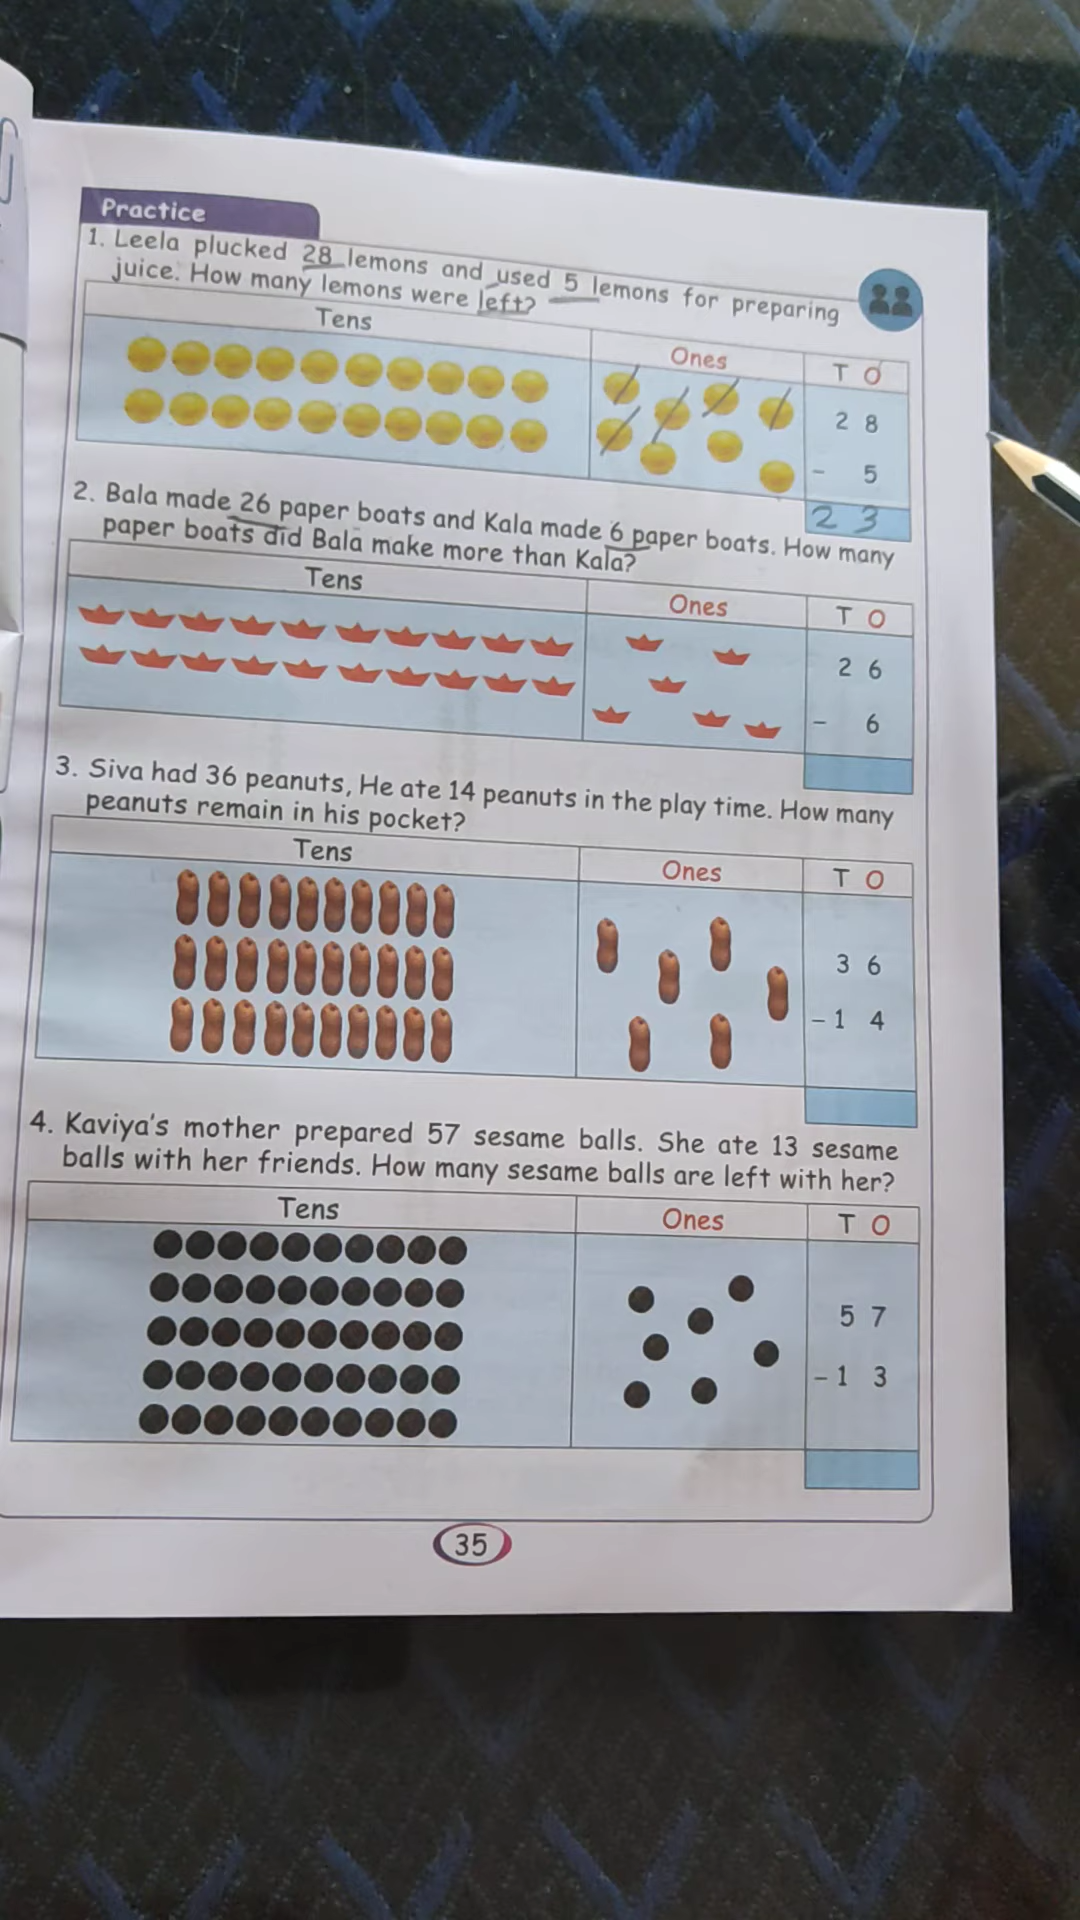 Practice
1. Leela plucked 28 lemons and used 5 lemons for preparing
juice. How many lemons were left?
Tens Ones T O
2 8
- 5
2 3
2. Bala made 26 paper boats and Kala made 6 paper boats. How many
paper boats did Bala make more than Kala?
Tens Ones T O
2 6
- 6
3. Siva had 36 peanuts, He ate 14 peanuts in the play time. How many
peanuts remain in his pocket?
Tens Ones T O
3 6
- 1 4
4. Kaviya's mother prepared 57 sesame balls. She ate 13 sesame
balls with her friends. How many sesame balls are left with her?
Tens Ones T O
5 7
- 1 3
35